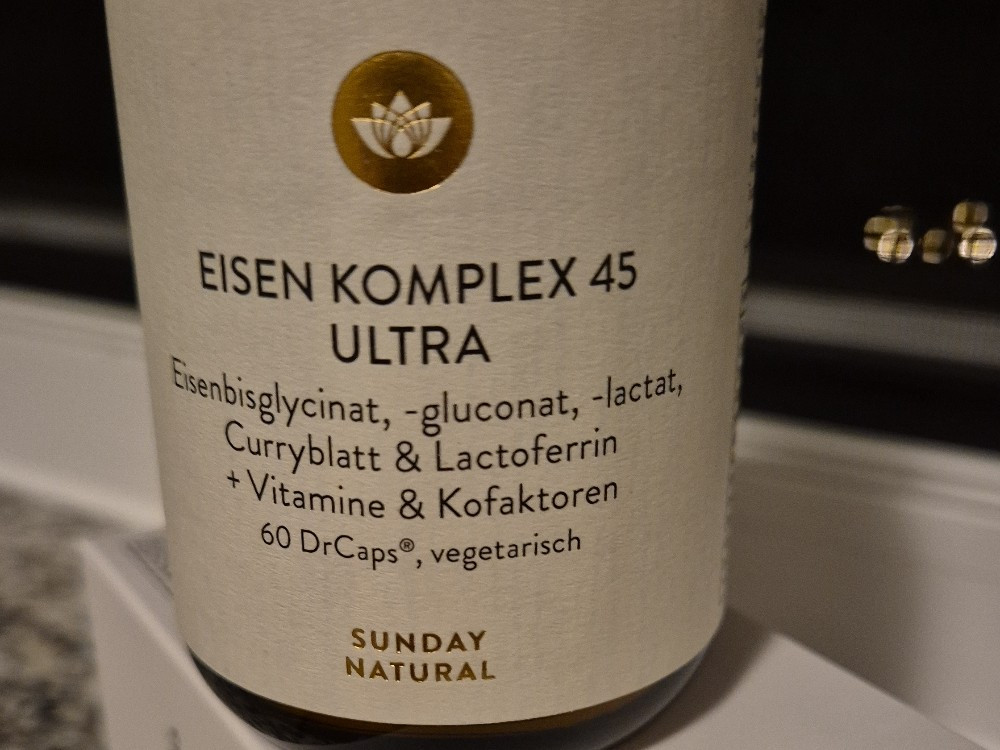 EISEN KOMPLEX 45
ULTRA
Eisenbisglycinat, -gluconat, -lactat,
Curryblatt & Lactoferrin
+ Vitamine & Kofaktoren
60 DrCaps®, vegetarisch
SUNDAY
NATURAL